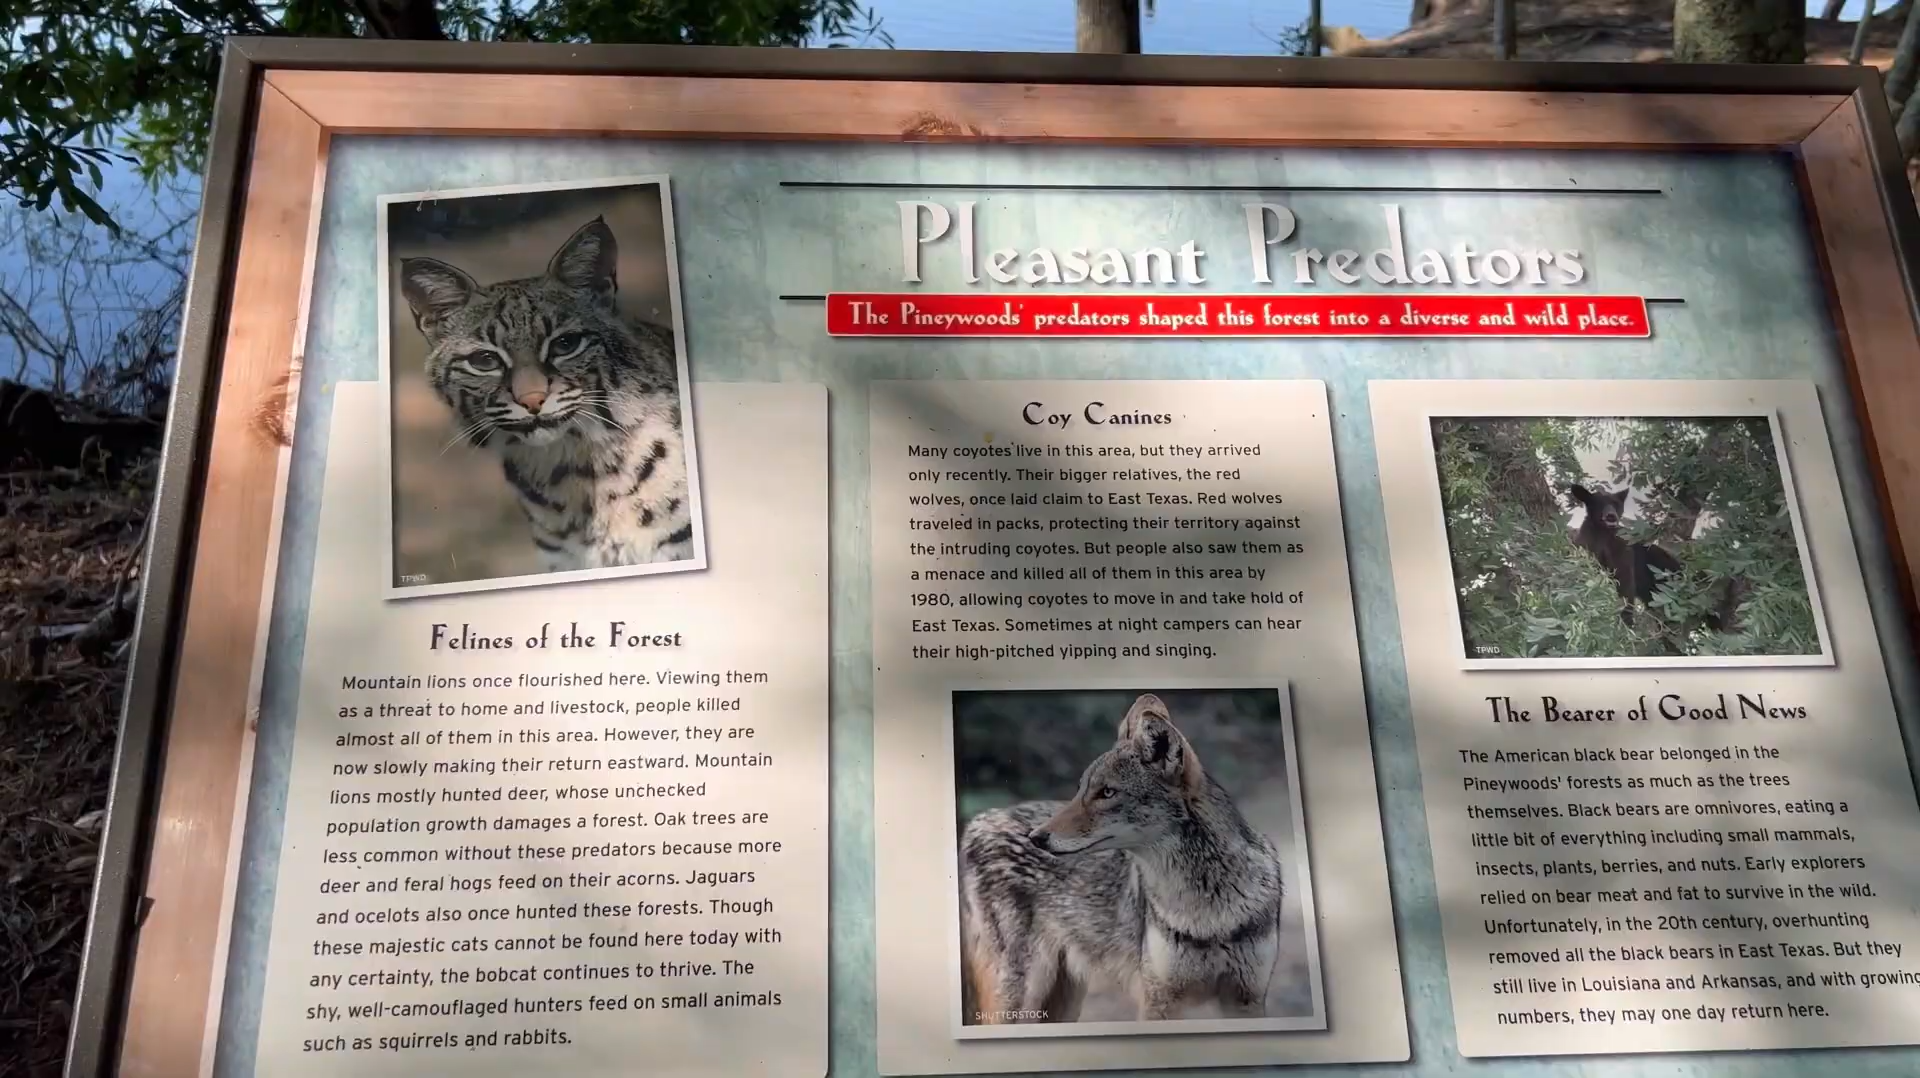 Pleasant Predators
The Pineywoods' predators shaped this forest into a diverse and wild place.
TPWD
Felines of the Forest
Mountain lions once flourished here. Viewing them
as a threat to home and livestock, people killed
almost all of them in this area. However, they are
now slowly making their return eastward. Mountain
lions mostly hunted deer, whose unchecked
population growth damages a forest. Oak trees are
less common without these predators because more
deer and feral hogs feed on their acorns. Jaguars
and ocelots also once hunted these forests. Though
these majestic cats cannot be found here today with
any certainty, the bobcat continues to thrive. The
shy, well-camouflaged hunters feed on small animals
such as squirrels and rabbits.
Coy Canines
Many coyotes live in this area, but they arrived
only recently. Their bigger relatives, the red
wolves, once laid claim to East Texas. Red wolves
traveled in packs, protecting their territory against
the intruding coyotes. But people also saw them as
a menace and killed all of them in this area by
1980, allowing coyotes to move in and take hold of
East Texas. Sometimes at night campers can hear
their high-pitched yipping and singing.
SHUTTERSTOCK
TPWD
The Bearer of Good News
The American black bear belonged in the
Pineywoods' forests as much as the trees
themselves. Black bears are omnivores, eating a
little bit of everything including small mammals,
insects, plants, berries, and nuts. Early explorers
relied on bear meat and fat to survive in the wild.
Unfortunately, in the 20th century, overhunting
removed all the black bears in East Texas. But they
still live in Louisiana and Arkansas, and with growing
numbers, they may one day return here.